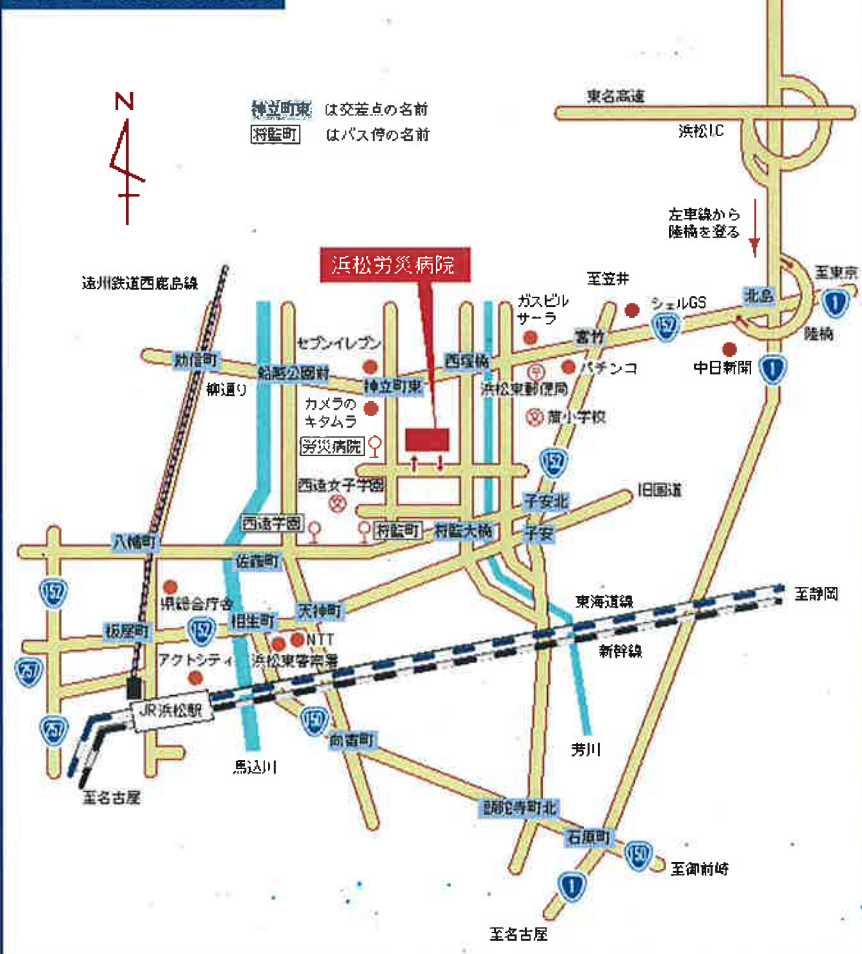 神立町東 は交差点の名前
将監町 はバス停の名前
N
東名高速
浜松I.C
左車線から
陸橋を登る
浜松労災病院
遠州鉄道西鹿島線
至東京
至笠井
ガスビル
サーラ
シェルGS
北島
1
152
陸橋
宮竹
セブンイレブン
西塚橋
助信町
船越公園前
神立町東
浜松東郵便局
パチンコ
中日新聞
1
柳通り
カメラの
キタムラ
蒲小学校
労災病院
152
西遠女子学園
旧国道
子安北
西遠学園
将監町
将監大橋
子安
八幡町
佐藤町
152
県総合庁舎
東海道線
至静岡
天神町
相生町
板屋町
152
NTT
新幹線
257
アクトシティ
浜松東警察署
JR浜松駅
257
150
向宿町
馬込川
芳川
至名古屋
頭陀寺町北
石原町
150
至御前崎
1
至名古屋